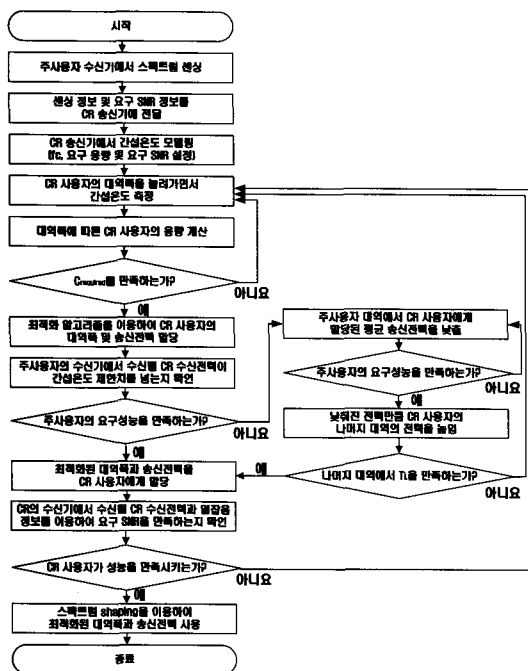 시작
주사용자 수신기에서 스펙트럼 센싱
센싱 정보 및 요구 SNR 정보를
CR 송신기에 전달
CR 송신기에서 간섭온도 모델링
(fc, 요구 용량 및 요구 SNR 설정)
CR 사용자의 대역폭을 늘려가면서
간섭온도 측정
대역폭에 따른 CR 사용자의 용량 계산
Crequired를 만족하는가?
아니요
예
최적화 알고리즘을 이용하여 CR 사용자의
대역폭 및 송신전력 할당
주사용자의 수신기에서 수신될 CR 수신전력이
간섭온도 제한치를 넘는지 확인
주사용자의 요구성능을 만족하는가?
아니요
예
주사용자 대역에서 CR 사용자에게
할당된 평균 송신전력을 낮춤
주사용자의 요구성능을 만족하는가?
아니요
예
낮춰진 전력만큼 CR 사용자의
나머지 대역의 전력을 높임
나머지 대역에서 TL을 만족하는가?
예
아니요
최적화된 대역폭과 송신전력을
CR 사용자에게 할당
CR의 수신기에서 수신될 CR 수신전력과 열잡음
정보를 이용하여 요구 SNR을 만족하는지 확인
CR 사용자가 성능을 만족시키는가?
아니요
예
스펙트럼 shaping을 이용하여
최적화된 대역폭과 송신전력 사용
종료